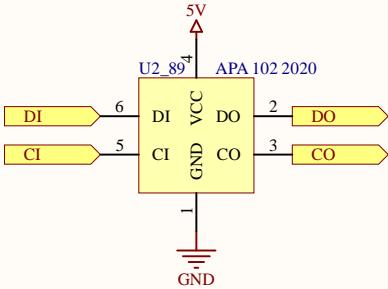 5V
4
U2_89 APA 102 2020
DI 6 DI VCC DO 2 DO
CI 5 CI GND CO 3 CO
1
GND